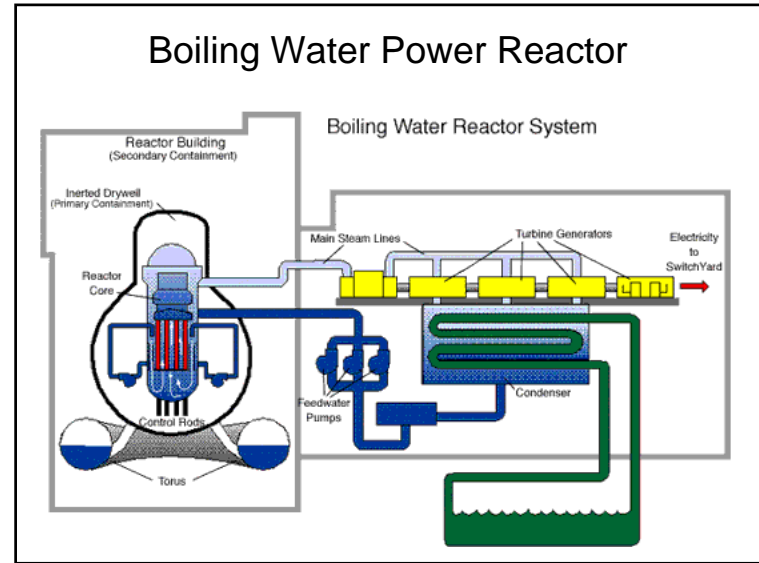 Boiling Water Power Reactor
Boiling Water Reactor System
Reactor Building
(Secondary Containment)
Inerted Drywell
(Primary Containment)
Main Steam Lines
Turbine Generators
Electricity
to
SwitchYard
Reactor
Core
Feedwater
Pumps
Condenser
Control Rods
Torus